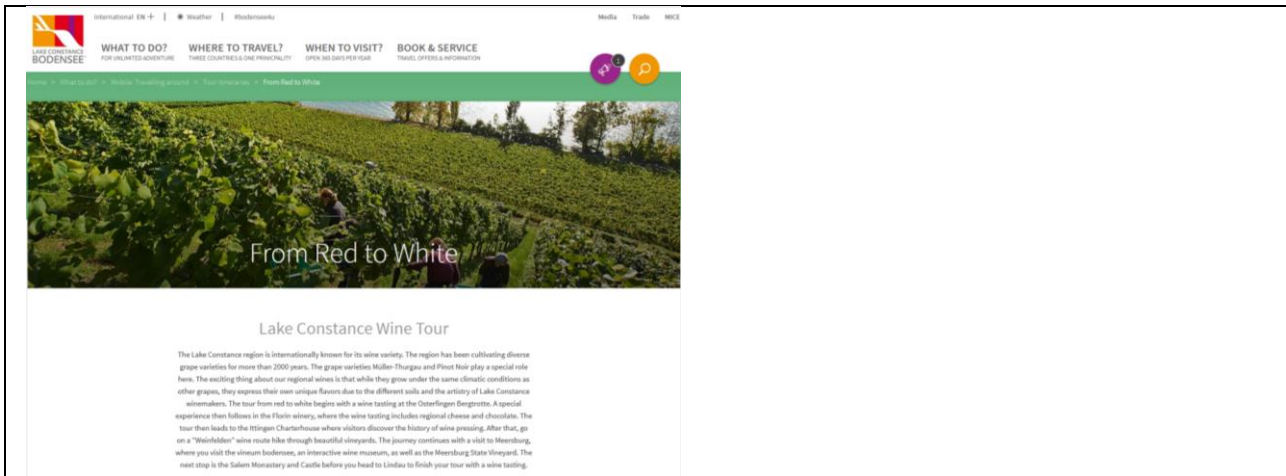 International EN + | Weather | #bodensee4u
Media Trade MICE
LAKE CONSTANCE
BODENSEE
WHAT TO DO?
FOR UNLIMITED ADVENTURE
WHERE TO TRAVEL?
THREE COUNTRIES & ONE PRINCIPALITY
WHEN TO VISIT?
OPEN 365 DAYS PER YEAR
BOOK & SERVICE
TRAVEL OFFERS & INFORMATION
1
Home > What to do? > Mobile Travelling around > Tour Itineraries > From Red to White
From Red to White
Lake Constance Wine Tour
The Lake Constance region is internationally known for its wine variety. The region has been cultivating diverse
grape varieties for more than 2000 years. The grape varieties Müller-Thurgau and Pinot Noir play a special role
here. The exciting thing about our regional wines is that while they grow under the same climatic conditions as
other grapes, they express their own unique flavors due to the different soils and the artistry of Lake Constance
winemakers. The tour from red to white begins with a wine tasting at the Osterfingen Bergtrotte. A special
experience then follows in the Florin winery, where the wine tasting includes regional cheese and chocolate. The
tour then leads to the Ittingen Charterhouse where visitors discover the history of wine pressing. After that, go
on a "Weinfelden" wine route hike through beautiful vineyards. The journey continues with a visit to Meersburg,
where you visit the vineum bodensee, an interactive wine museum, as well as the Meersburg State Vineyard. The
next stop is the Salem Monastery and Castle before you head to Lindau to finish your tour with a wine tasting.